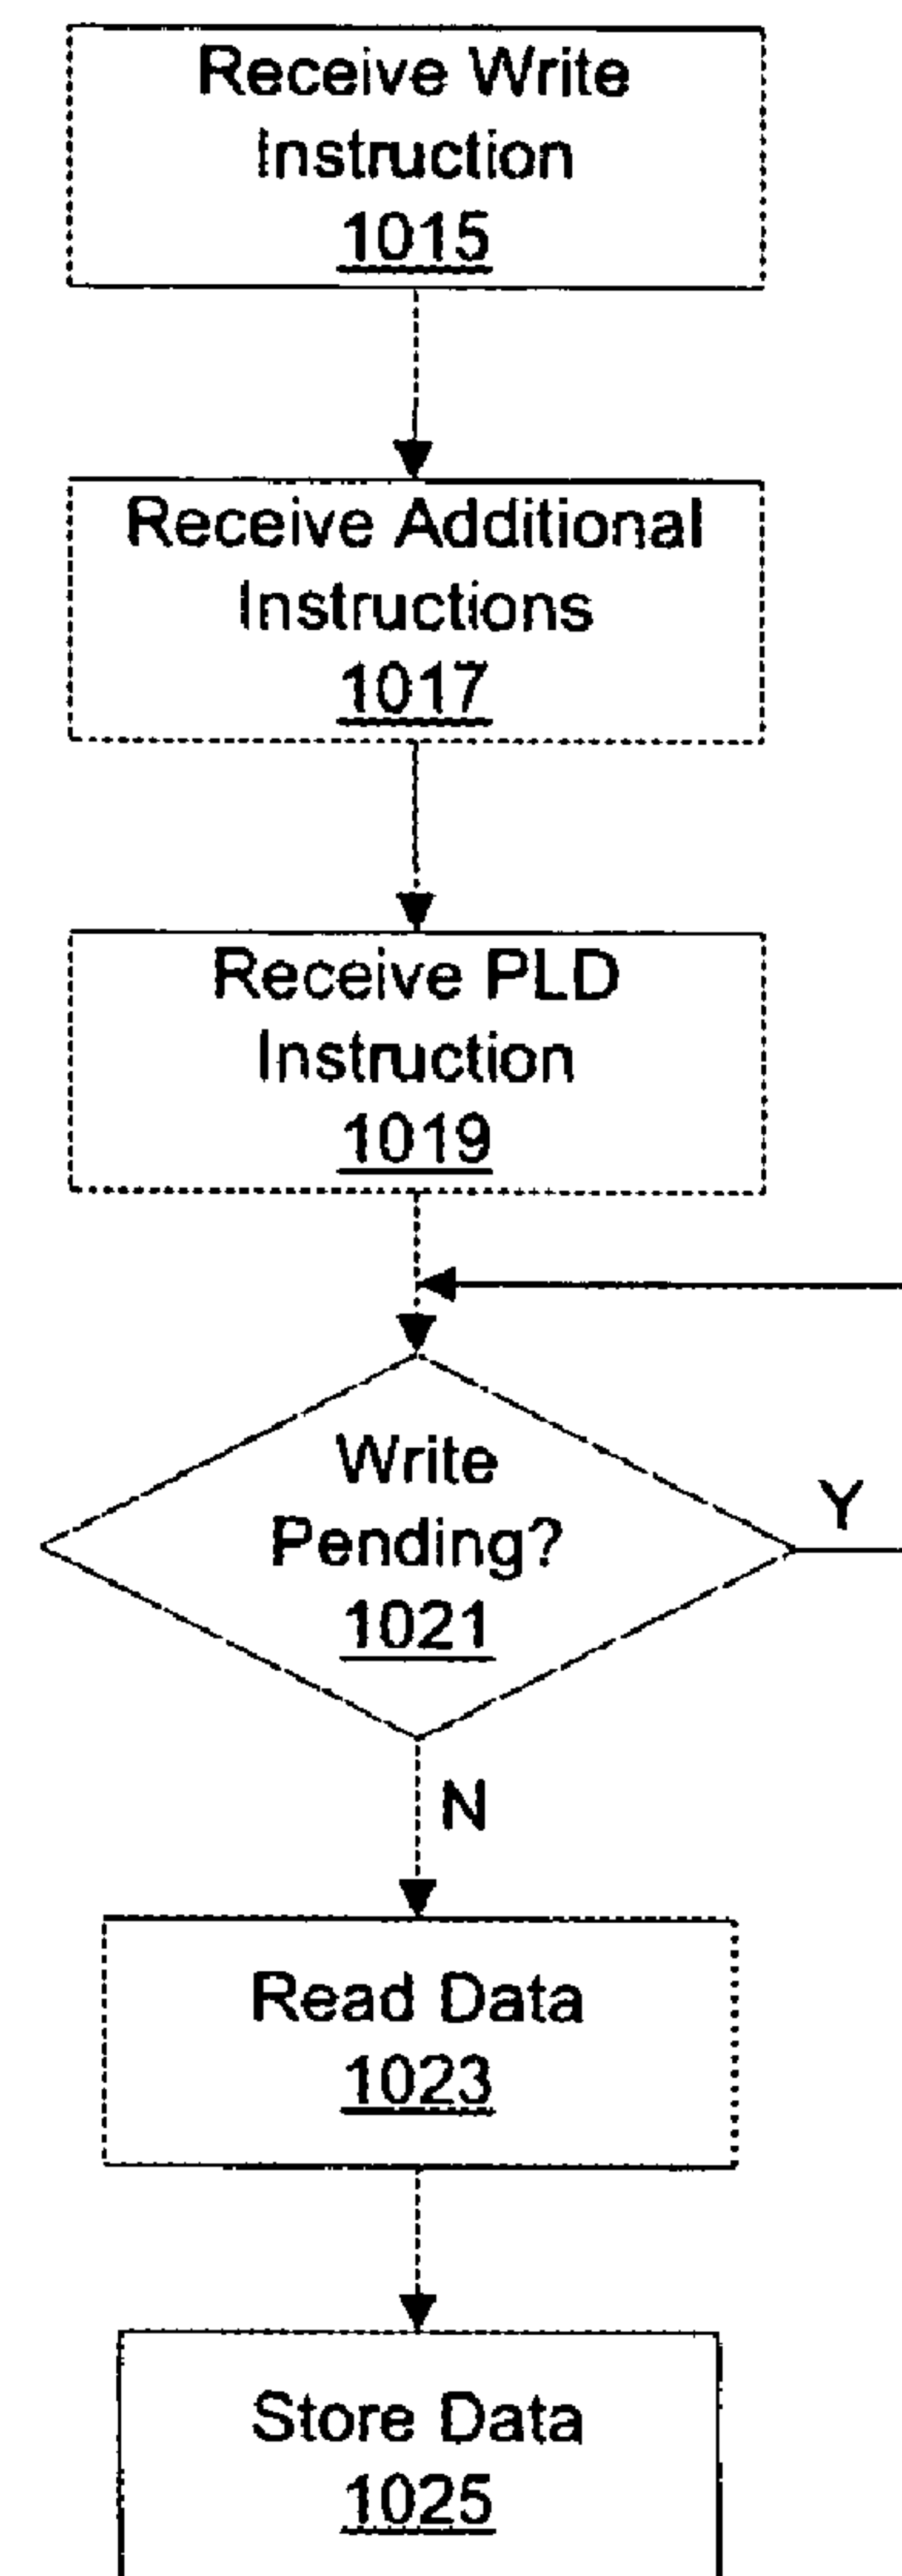 Receive Write
Instruction
1015
Receive Additional
Instructions
1017
Receive PLD
Instruction
1019
Write
Pending?
1021
Y
N
Read Data
1023
Store Data
1025